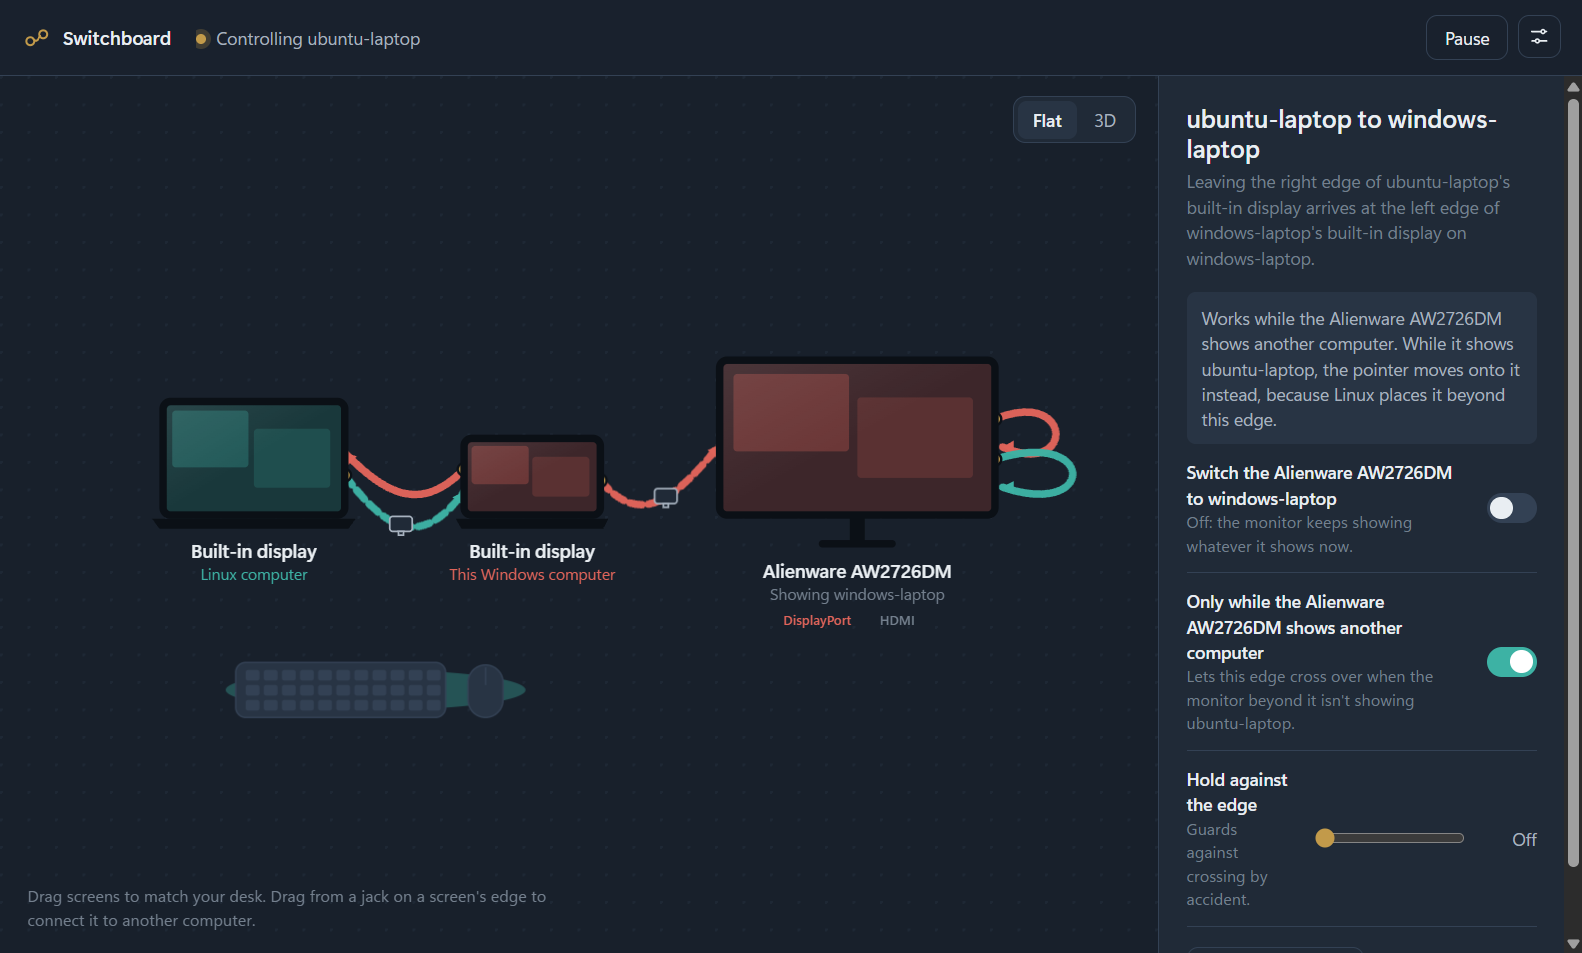 Switchboard
Controlling ubuntu-laptop
Pause
Flat
3D
Built-in display
Linux computer
Built-in display
This Windows computer
Alienware AW2726DM
Showing windows-laptop
DisplayPort
HDMI
Drag screens to match your desk. Drag from a jack on a screen's edge to
connect it to another computer.
ubuntu-laptop to windows-
laptop
Leaving the right edge of ubuntu-laptop's
built-in display arrives at the left edge of
windows-laptop's built-in display on
windows-laptop.
Works while the Alienware AW2726DM
shows another computer. While it shows
ubuntu-laptop, the pointer moves onto it
instead, because Linux places it beyond
this edge.
Switch the Alienware AW2726DM
to windows-laptop
Off: the monitor keeps showing
whatever it shows now.
Only while the Alienware
AW2726DM shows another
computer
Lets this edge cross over when the
monitor beyond it isn't showing
ubuntu-laptop.
Hold against
the edge
Guards
against
crossing by
accident.
Off